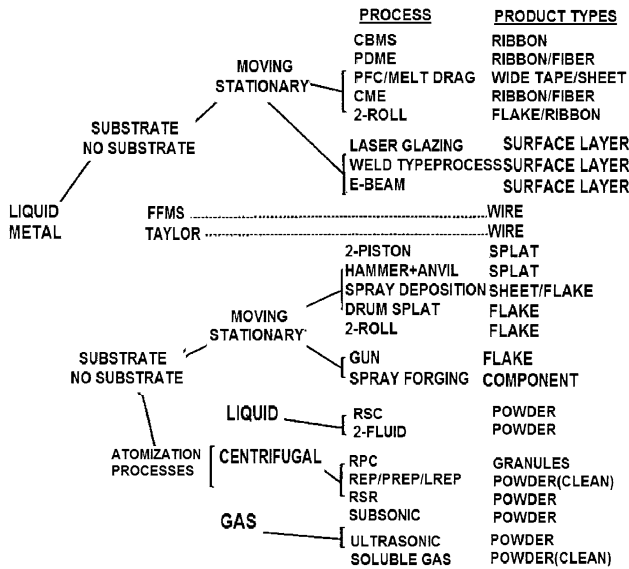 PROCESS PRODUCT TYPES
CBMS RIBBON
PDME RIBBON/FIBER
MOVING PFC/MELT DRAG WIDE TAPE/SHEET
STATIONARY CME RIBBON/FIBER
2-ROLL FLAKE/RIBBON
SUBSTRATE
NO SUBSTRATE
LASER GLAZING SURFACE LAYER
WELD TYPEPROCESS SURFACE LAYER
E-BEAM SURFACE LAYER
LIQUID FFMS WIRE
METAL TAYLOR WIRE
2-PISTON SPLAT
HAMMER+ANVIL SPLAT
SPRAY DEPOSITION SHEET/FLAKE
MOVING DRUM SPLAT FLAKE
STATIONARY 2-ROLL FLAKE
SUBSTRATE GUN FLAKE
NO SUBSTRATE SPRAY FORGING COMPONENT
LIQUID RSC POWDER
2-FLUID POWDER
ATOMIZATION CENTRIFUGAL RPC GRANULES
PROCESSES REP/PREP/LREP POWDER(CLEAN)
RSR POWDER
GAS SUBSONIC POWDER
ULTRASONIC POWDER
SOLUBLE GAS POWDER(CLEAN)